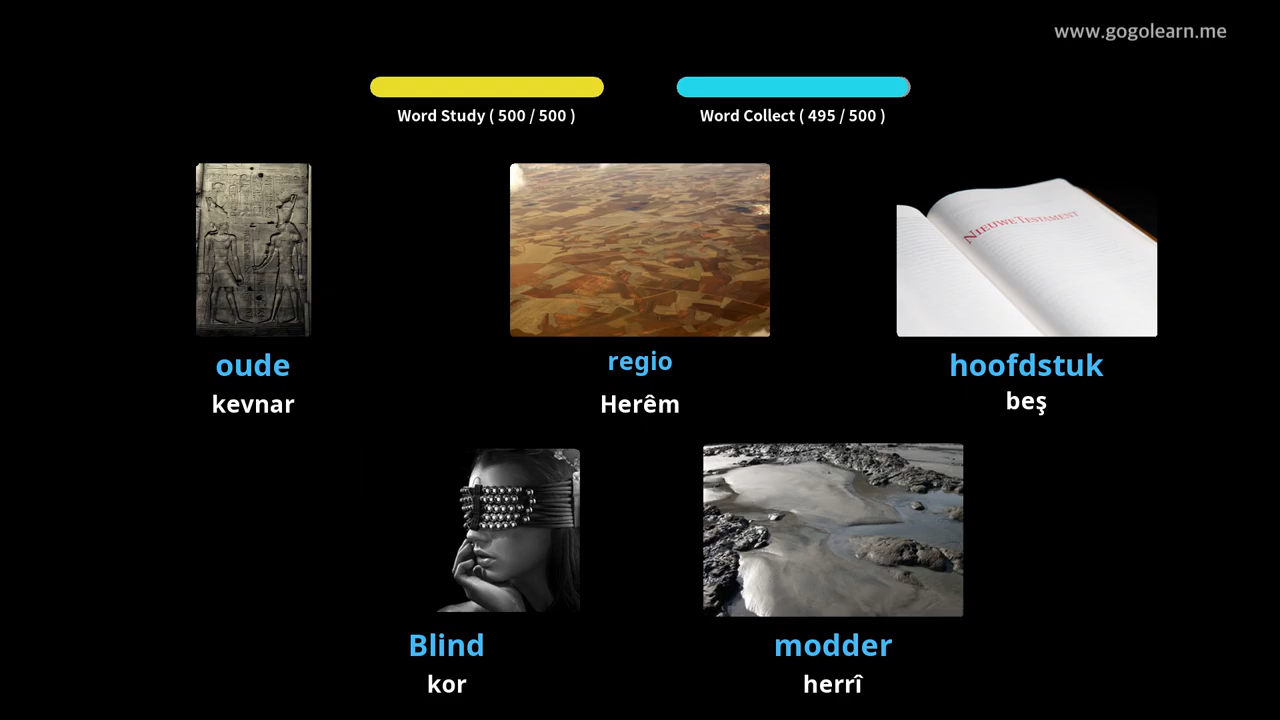 www.gogolearn.me
Word Study ( 500 / 500 )
Word Collect ( 495 / 500 )
NIEUWE TESTAMENT
oude
kevnar
regio
Herêm
hoofdstuk
beş
Blind
kor
modder
herrî